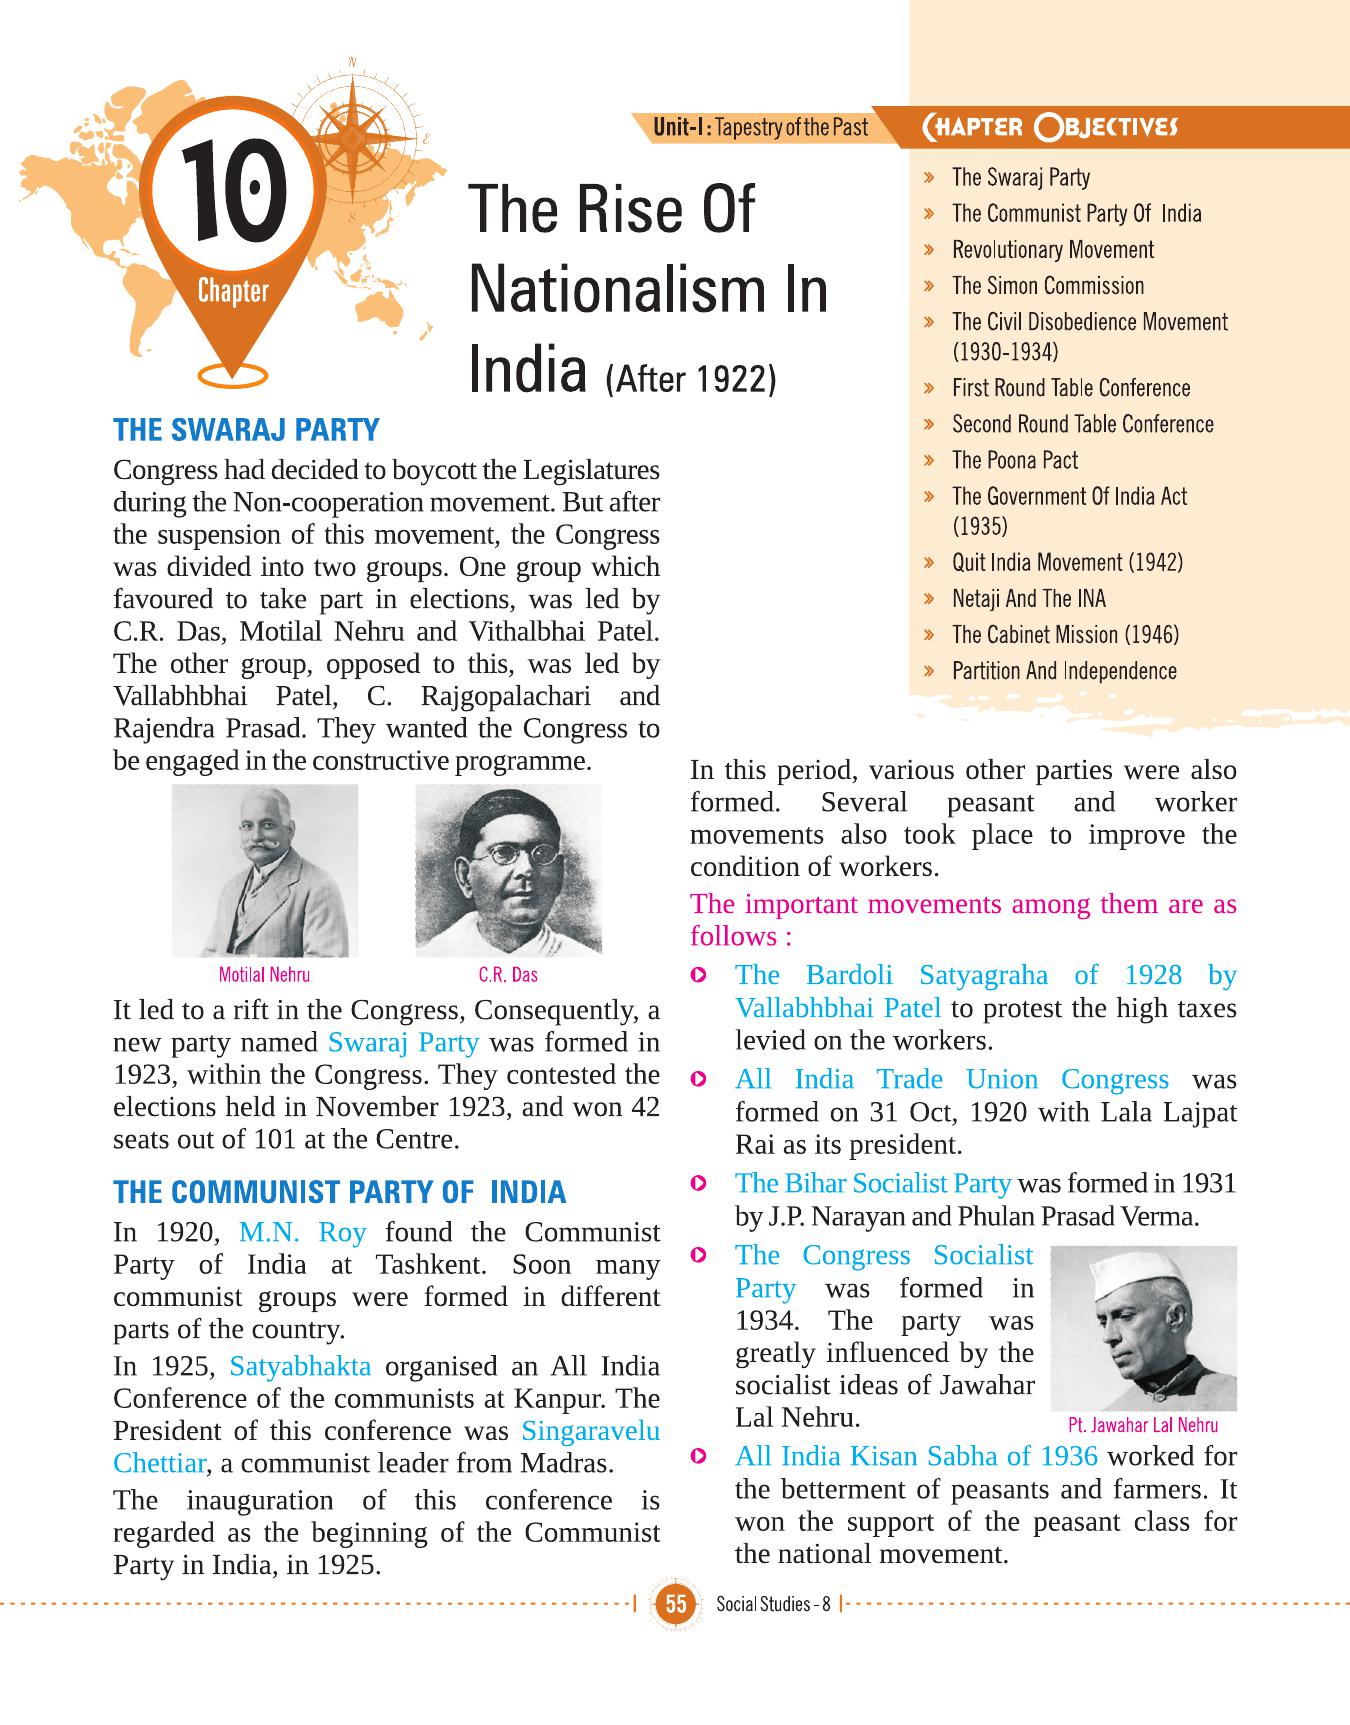 10
Chapter
N
E
S
Unit-I : Tapestry of the Past
The Rise Of
Nationalism In
India (After 1922)
CHAPTER OBJECTIVES
The Swaraj Party
The Communist Party Of India
Revolutionary Movement
The Simon Commission
The Civil Disobedience Movement
(1930-1934)
First Round Table Conference
Second Round Table Conference
The Poona Pact
The Government Of India Act
(1935)
Quit India Movement (1942)
Netaji And The INA
The Cabinet Mission (1946)
Partition And Independence
THE SWARAJ PARTY
Congress had decided to boycott the Legislatures
during the Non-cooperation movement. But after
the suspension of this movement, the Congress
was divided into two groups. One group which
favoured to take part in elections, was led by
C.R. Das, Motilal Nehru and Vithalbhai Patel.
The other group, opposed to this, was led by
Vallabhbhai Patel, C. Rajgopalachari and
Rajendra Prasad. They wanted the Congress to
be engaged in the constructive programme.
Motilal Nehru
C.R. Das
It led to a rift in the Congress, Consequently, a
new party named Swaraj Party was formed in
1923, within the Congress. They contested the
elections held in November 1923, and won 42
seats out of 101 at the Centre.
THE COMMUNIST PARTY OF INDIA
In 1920, M.N. Roy found the Communist
Party of India at Tashkent. Soon many
communist groups were formed in different
parts of the country.
In 1925, Satyabhakta organised an All India
Conference of the communists at Kanpur. The
President of this conference was Singaravelu
Chettiar, a communist leader from Madras.
The inauguration of this conference is
regarded as the beginning of the Communist
Party in India, in 1925.
In this period, various other parties were also
formed. Several peasant and worker
movements also took place to improve the
condition of workers.
The important movements among them are as
follows :
The Bardoli Satyagraha of 1928 by
Vallabhbhai Patel to protest the high taxes
levied on the workers.
All India Trade Union Congress was
formed on 31 Oct, 1920 with Lala Lajpat
Rai as its president.
The Bihar Socialist Party was formed in 1931
by J.P. Narayan and Phulan Prasad Verma.
The Congress Socialist
Party was formed in
1934. The party was
greatly influenced by the
socialist ideas of Jawahar
Lal Nehru.
Pt. Jawahar Lal Nehru
All India Kisan Sabha of 1936 worked for
the betterment of peasants and farmers. It
won the support of the peasant class for
the national movement.
55
Social Studies - 8